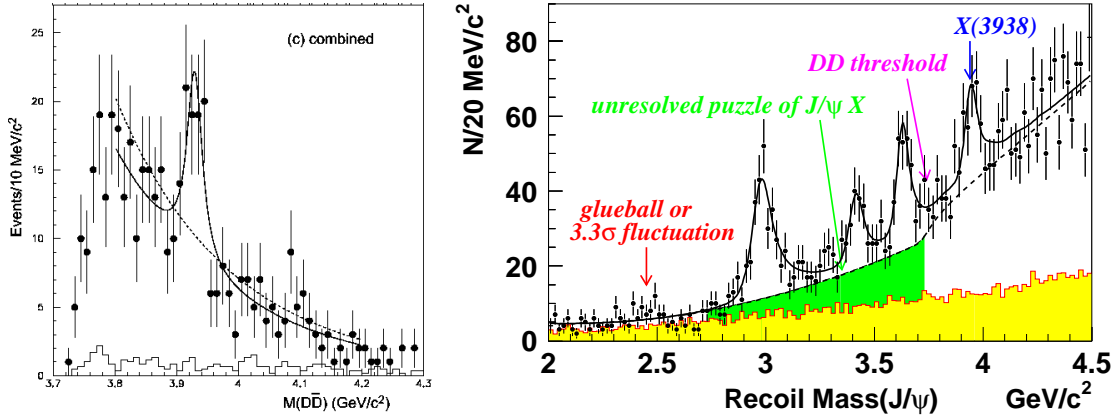 (c) combined
Events/10 MeV/c²
25
20
15
10
5
0
3.7
3.8
3.9
4
4.1
4.2
4.3
M(DD̅) (GeV/c²)
N/20 MeV/c²
80
60
40
20
0
X(3938)
DD threshold
unresolved puzzle of J/ψ X
glueball or
3.3σ fluctuation
2
2.5
3
3.5
4
4.5
Recoil Mass(J/ψ)
GeV/c²